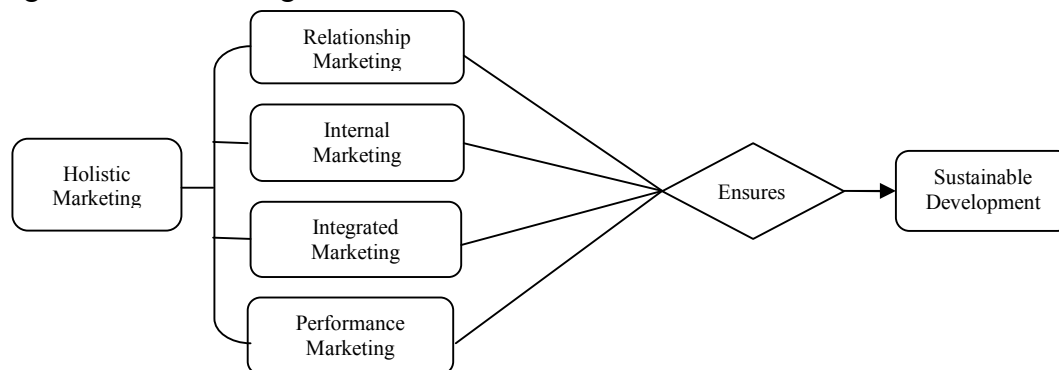 Relationship
Marketing
Internal
Marketing
Holistic
Marketing
Integrated
Marketing
Performance
Marketing
Ensures
Sustainable
Development